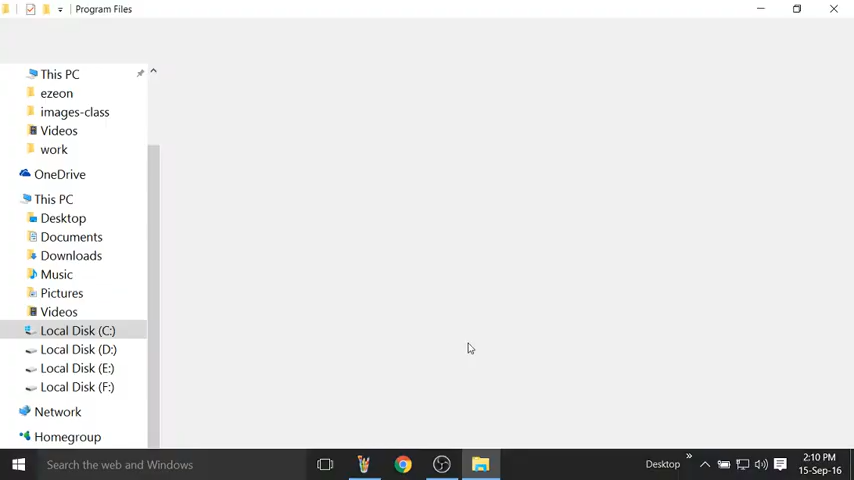 Program Files
This PC
ezeon
images-class
Videos
work
OneDrive
This PC
Desktop
Documents
Downloads
Music
Pictures
Videos
Local Disk (C:)
Local Disk (D:)
Local Disk (E:)
Local Disk (F:)
Network
Homegroup
Search the web and Windows
Desktop
2:10 PM
15-Sep-16